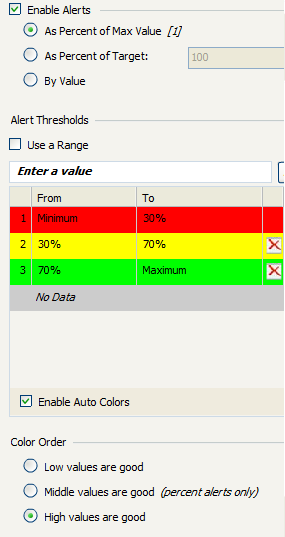 Enable Alerts
As Percent of Max Value [1]
As Percent of Target: 100
By Value
Alert Thresholds
Use a Range
Enter a value
From To
1 Minimum 30%
2 30% 70%
3 70% Maximum
No Data
Enable Auto Colors
Color Order
Low values are good
Middle values are good (percent alerts only)
High values are good